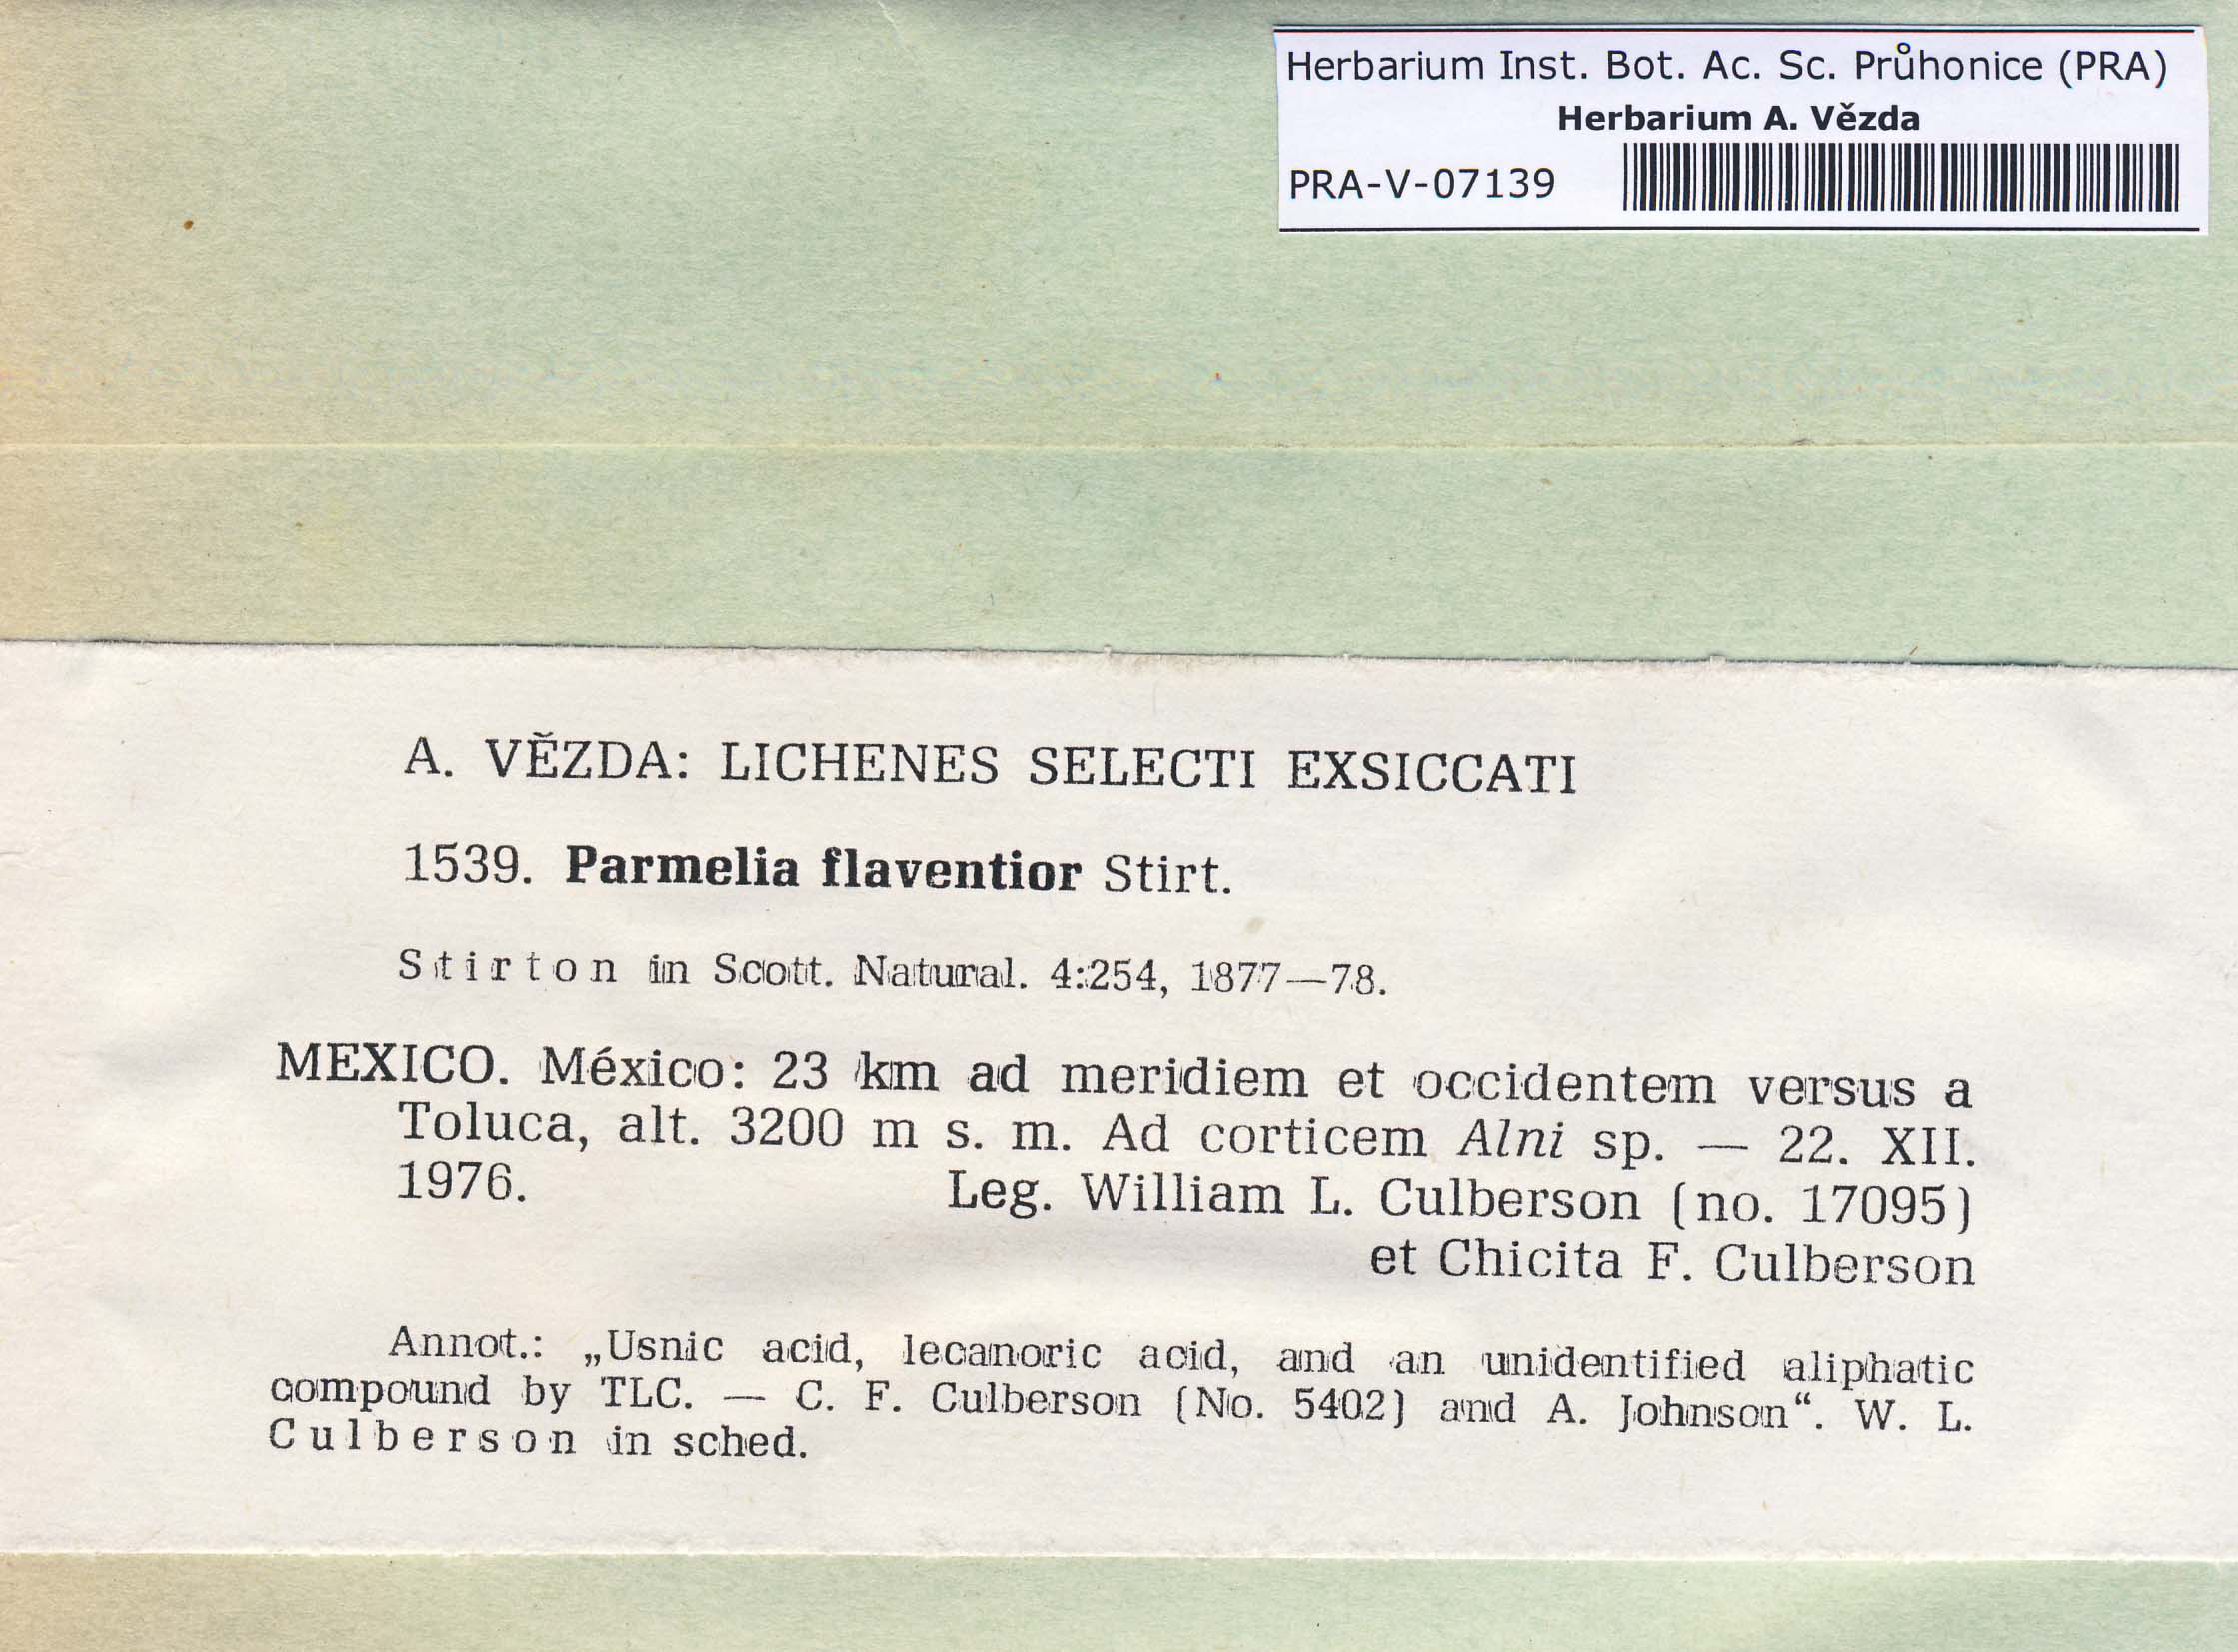 Herbarium Inst. Bot. Ac. Sc. Průhonice (PRA)
Herbarium A. Vězda
PRA-V-07139
A. VĚZDA: LICHENES SELECTI EXSICCATI
1539. Parmelia flaventior Stirt.
Stirton in Scott. Natural. 4:254, 1877—78.
MEXICO. México: 23 km ad meridiem et occidentem versus a
Toluca, alt. 3200 m s. m. Ad corticem Alni sp. — 22. XII.
1976. Leg. William L. Culberson (no. 17095)
et Chicita F. Culberson
Annot.: „Usnic acid, lecanoric acid, and an unidentified aliphatic
compound by TLC. — C. F. Culberson (No. 5402) and A. Johnson“. W. L.
Culberson in sched.